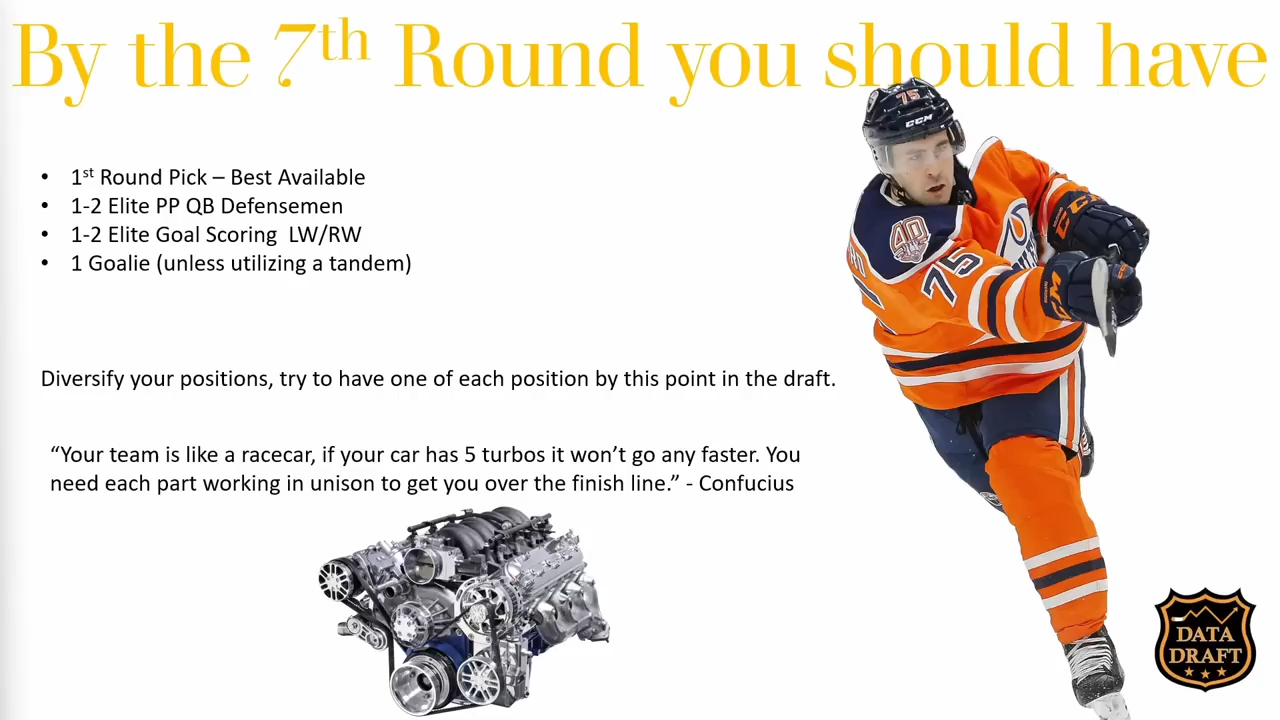 By the 7th Round you should have
• 1st Round Pick – Best Available
• 1-2 Elite PP QB Defensemen
• 1-2 Elite Goal Scoring LW/RW
• 1 Goalie (unless utilizing a tandem)
Diversify your positions, try to have one of each position by this point in the draft.
“Your team is like a racecar, if your car has 5 turbos it won’t go any faster. You
need each part working in unison to get you over the finish line.” - Confucius
75
CCM
40
75
DATA
DRAFT